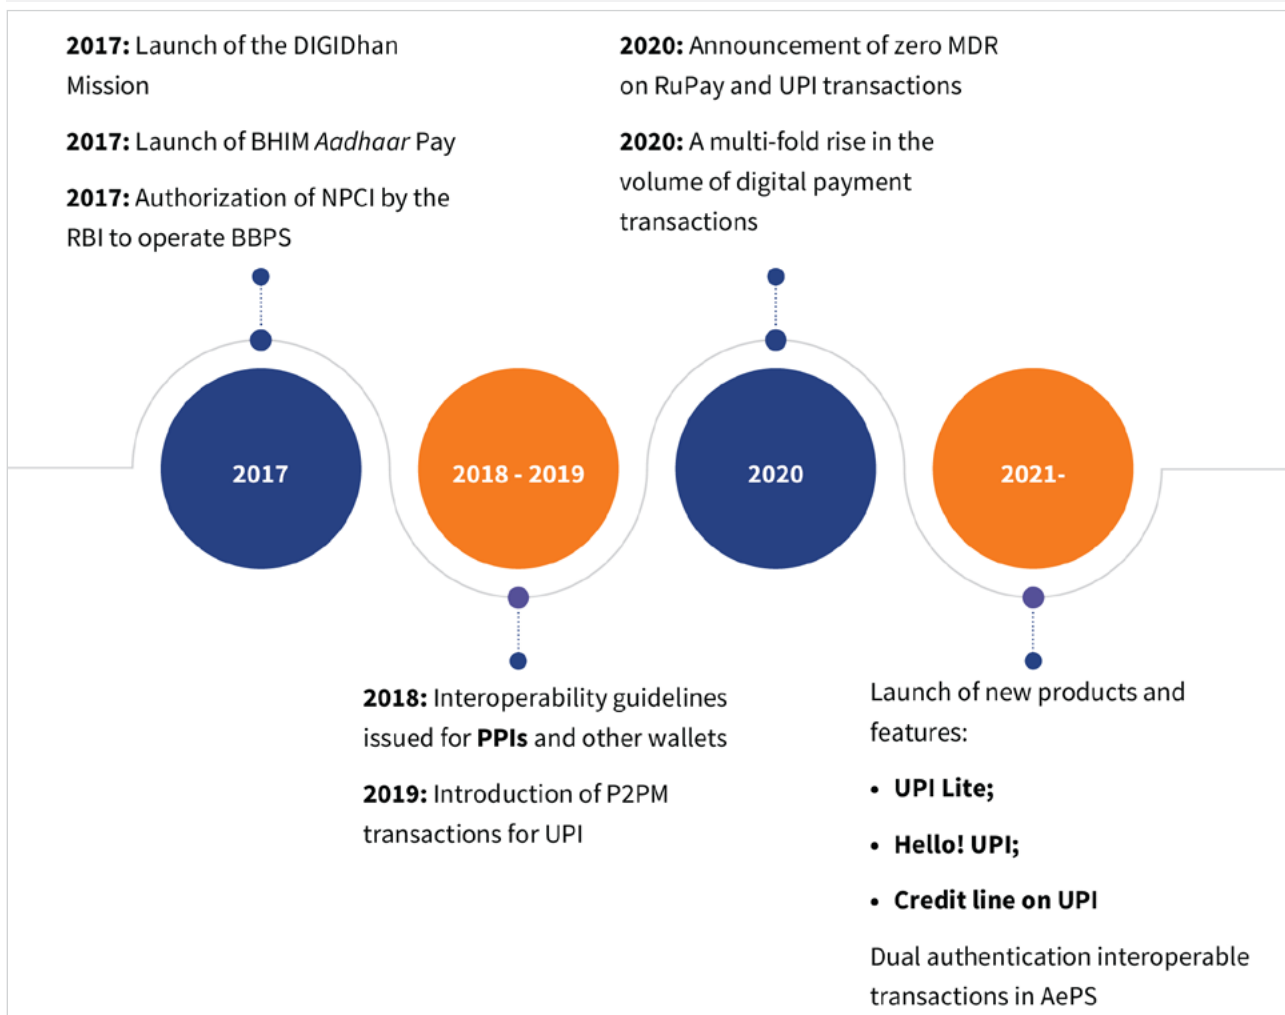 2017: Launch of the DIGIDhan
Mission
2017: Launch of BHIM Aadhaar Pay
2017: Authorization of NPCI by the
RBI to operate BBPS
2020: Announcement of zero MDR
on RuPay and UPI transactions
2020: A multi-fold rise in the
volume of digital payment
transactions
2017
2018 - 2019
2020
2021-
2018: Interoperability guidelines
issued for PPIs and other wallets
2019: Introduction of P2PM
transactions for UPI
Launch of new products and
features:
• UPI Lite;
• Hello! UPI;
• Credit line on UPI
Dual authentication interoperable
transactions in AePS